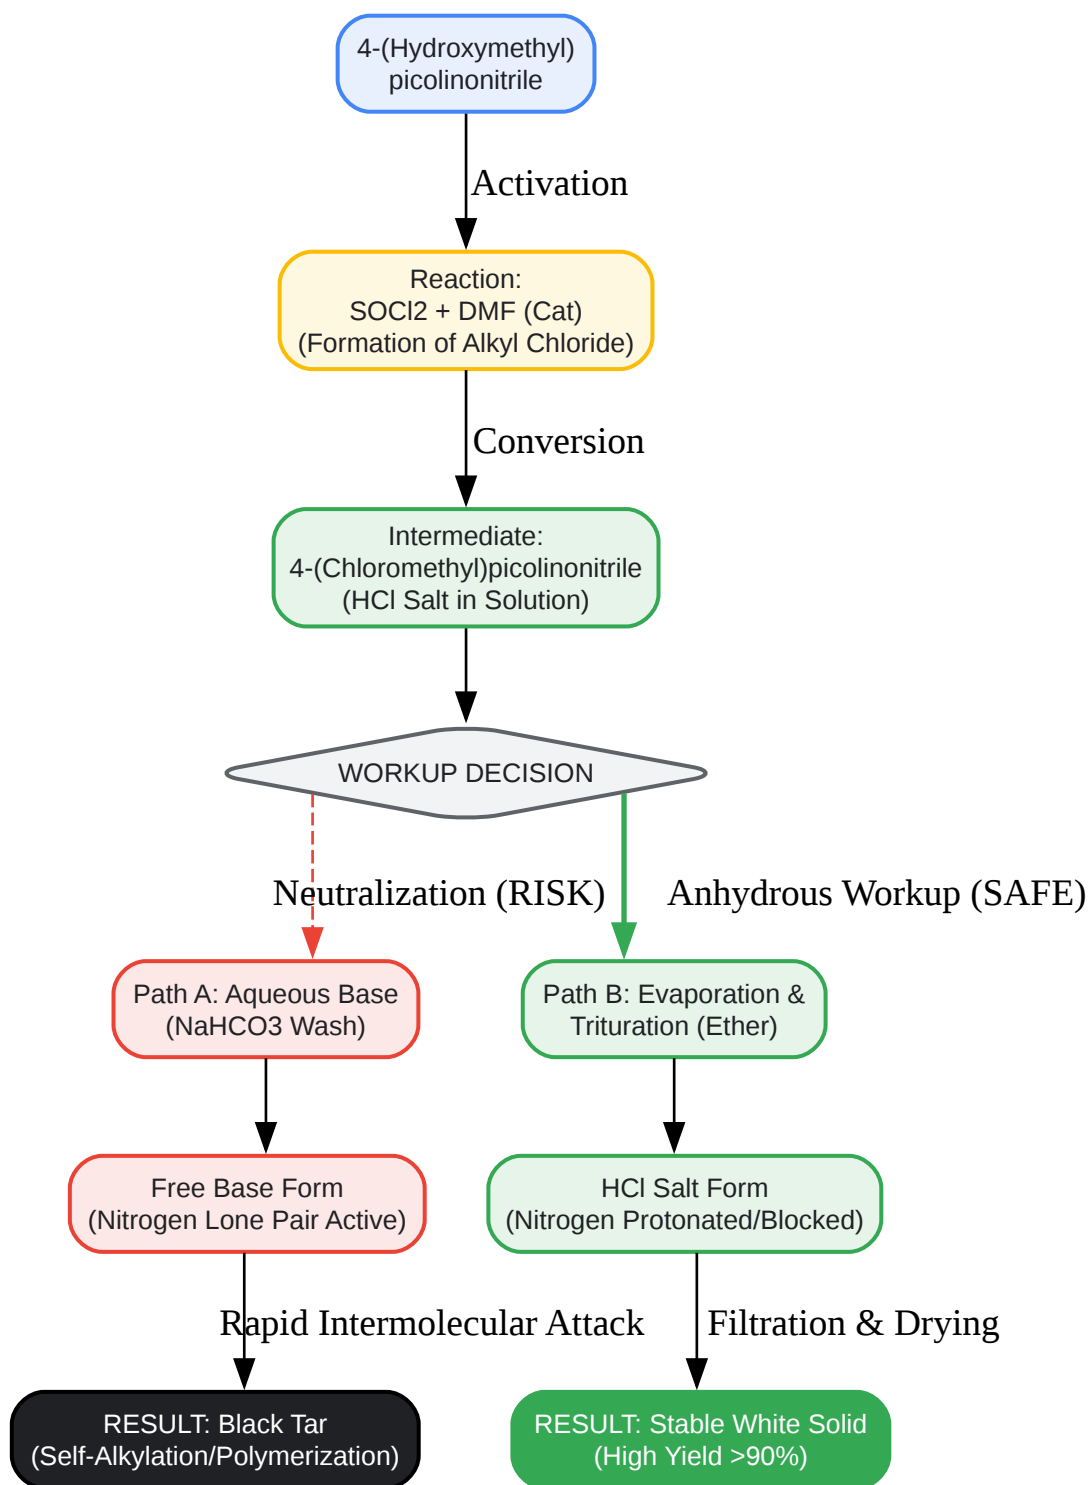 4-(Hydroxymethyl)
picolinonitrile
Activation
Reaction:
SOCl2 + DMF (Cat)
(Formation of Alkyl Chloride)
Conversion
Intermediate:
4-(Chloromethyl)picolinonitrile
(HCl Salt in Solution)
WORKUP DECISION
Neutralization (RISK)
Anhydrous Workup (SAFE)
Path A: Aqueous Base
(NaHCO3 Wash)
Path B: Evaporation &
Trituration (Ether)
Free Base Form
(Nitrogen Lone Pair Active)
HCl Salt Form
(Nitrogen Protonated/Blocked)
Rapid Intermolecular Attack
Filtration & Drying
RESULT: Black Tar
(Self-Alkylation/Polymerization)
RESULT: Stable White Solid
(High Yield >90%)